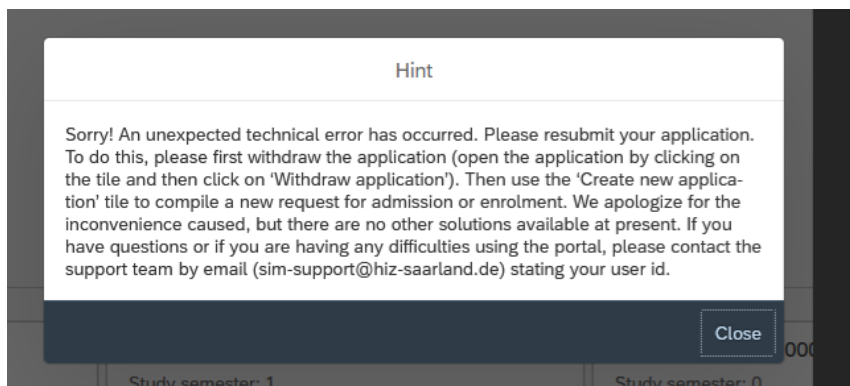 Hint
Sorry! An unexpected technical error has occurred. Please resubmit your application.
To do this, please first withdraw the application (open the application by clicking on
the tile and then click on ‘Withdraw application’). Then use the ‘Create new applica-
tion’ tile to compile a new request for admission or enrolment. We apologize for the
inconvenience caused, but there are no other solutions available at present. If you
have questions or if you are having any difficulties using the portal, please contact the
support team by email (sim-support@hiz-saarland.de) stating your user id.
Close
Study semester: 1
Study semester: 0